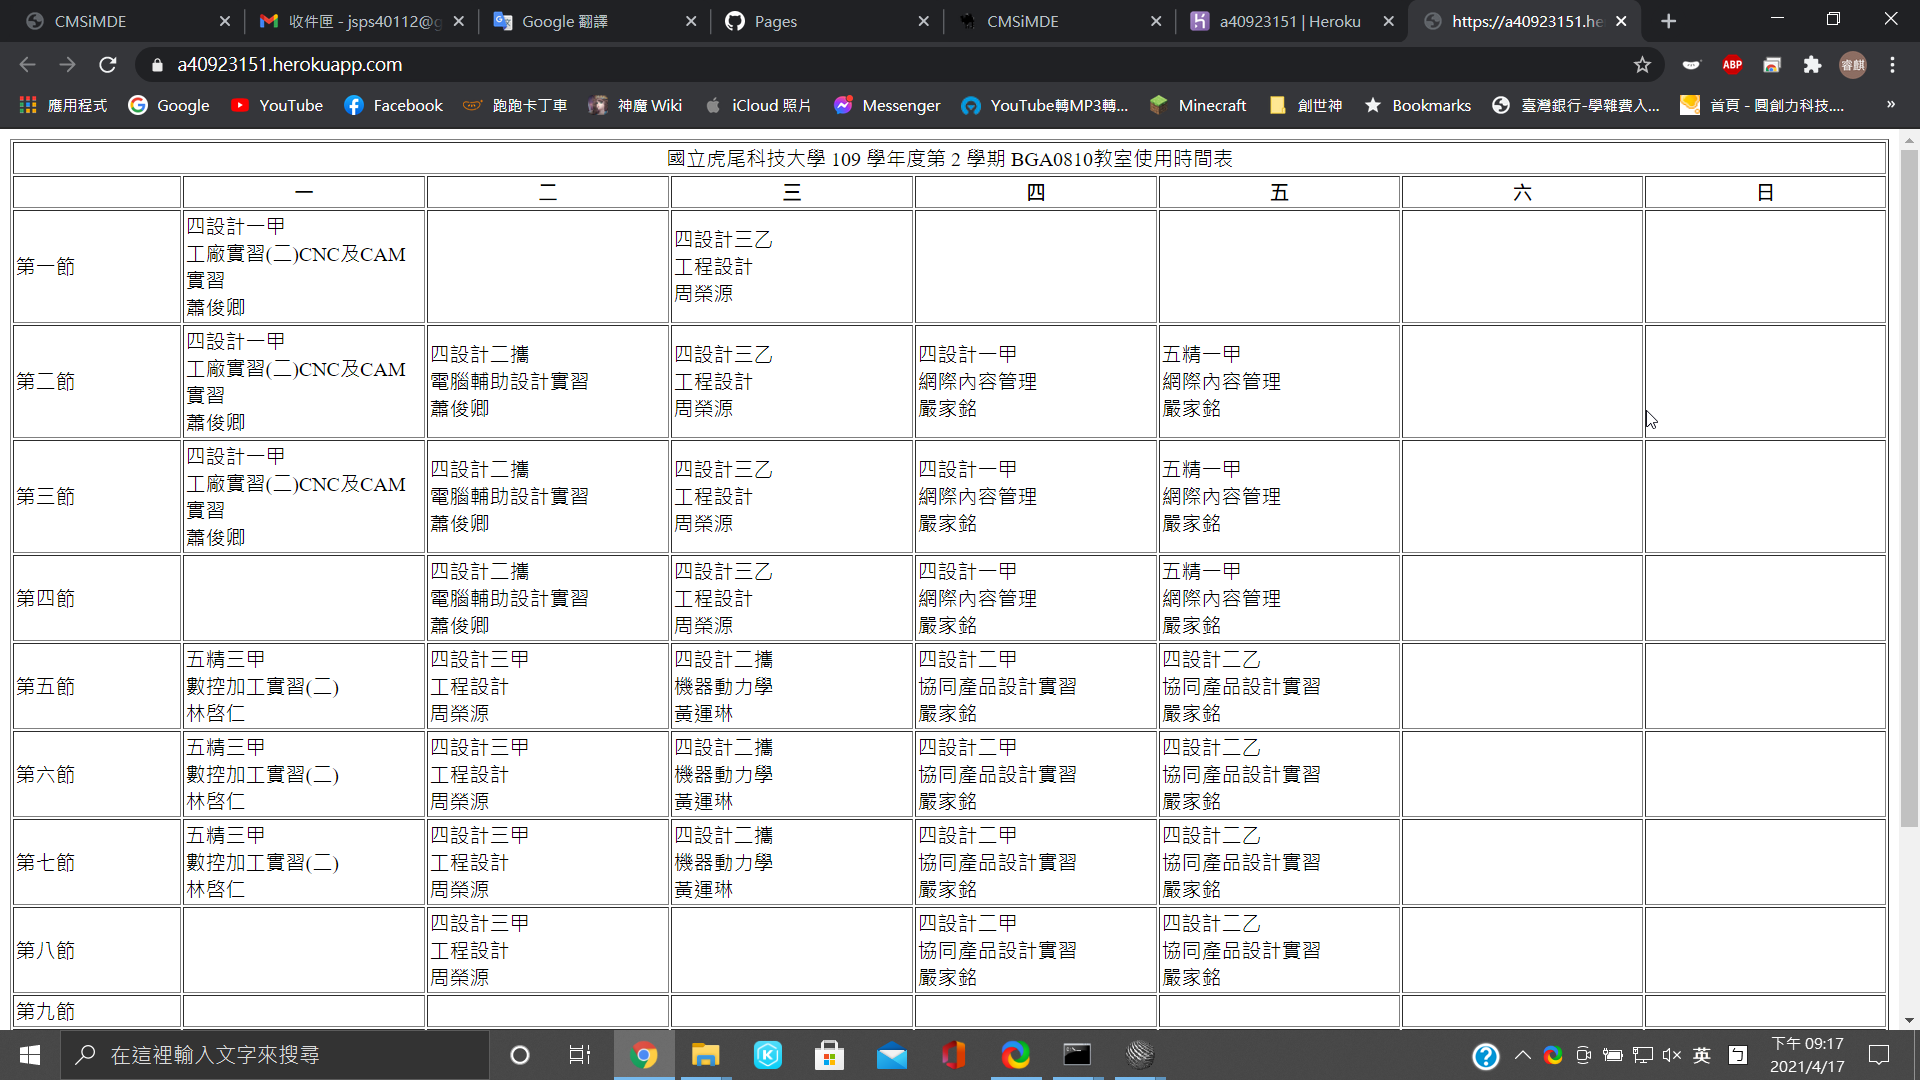 CMSiMDE
收件匣 - jsps40112@g
Google 翻譯
Pages
CMSiMDE
a40923151 | Heroku
https://a40923151.he
a40923151.herokuapp.com
ABP
睿麒
應用程式
Google
YouTube
Facebook
跑跑卡丁車
神魔 Wiki
iCloud 照片
Messenger
YouTube轉MP3轉...
Minecraft
創世神
Bookmarks
臺灣銀行-學雜費入...
首頁 - 圓創力科技....
»
國立虎尾科技大學 109 學年度第 2 學期 BGA0810教室使用時間表
一 二 三 四 五 六 日
第一節
四設計一甲
工廠實習(二)CNC及CAM
實習
蕭俊卿
四設計三乙
工程設計
周榮源
第二節
四設計一甲
工廠實習(二)CNC及CAM
實習
蕭俊卿
四設計二攜
電腦輔助設計實習
蕭俊卿
四設計三乙
工程設計
周榮源
四設計一甲
網際內容管理
嚴家銘
五精一甲
網際內容管理
嚴家銘
第三節
四設計一甲
工廠實習(二)CNC及CAM
實習
蕭俊卿
四設計二攜
電腦輔助設計實習
蕭俊卿
四設計三乙
工程設計
周榮源
四設計一甲
網際內容管理
嚴家銘
五精一甲
網際內容管理
嚴家銘
第四節
四設計二攜
電腦輔助設計實習
蕭俊卿
四設計三乙
工程設計
周榮源
四設計一甲
網際內容管理
嚴家銘
五精一甲
網際內容管理
嚴家銘
第五節
五精三甲
數控加工實習(二)
林啓仁
四設計三甲
工程設計
周榮源
四設計二攜
機器動力學
黃運琳
四設計二甲
協同產品設計實習
嚴家銘
四設計二乙
協同產品設計實習
嚴家銘
第六節
五精三甲
數控加工實習(二)
林啓仁
四設計三甲
工程設計
周榮源
四設計二攜
機器動力學
黃運琳
四設計二甲
協同產品設計實習
嚴家銘
四設計二乙
協同產品設計實習
嚴家銘
第七節
五精三甲
數控加工實習(二)
林啓仁
四設計三甲
工程設計
周榮源
四設計二攜
機器動力學
黃運琳
四設計二甲
協同產品設計實習
嚴家銘
四設計二乙
協同產品設計實習
嚴家銘
第八節
四設計三甲
工程設計
周榮源
四設計二甲
協同產品設計實習
嚴家銘
四設計二乙
協同產品設計實習
嚴家銘
第九節
在這裡輸入文字來搜尋
英
ㄅ
下午 09:17
2021/4/17